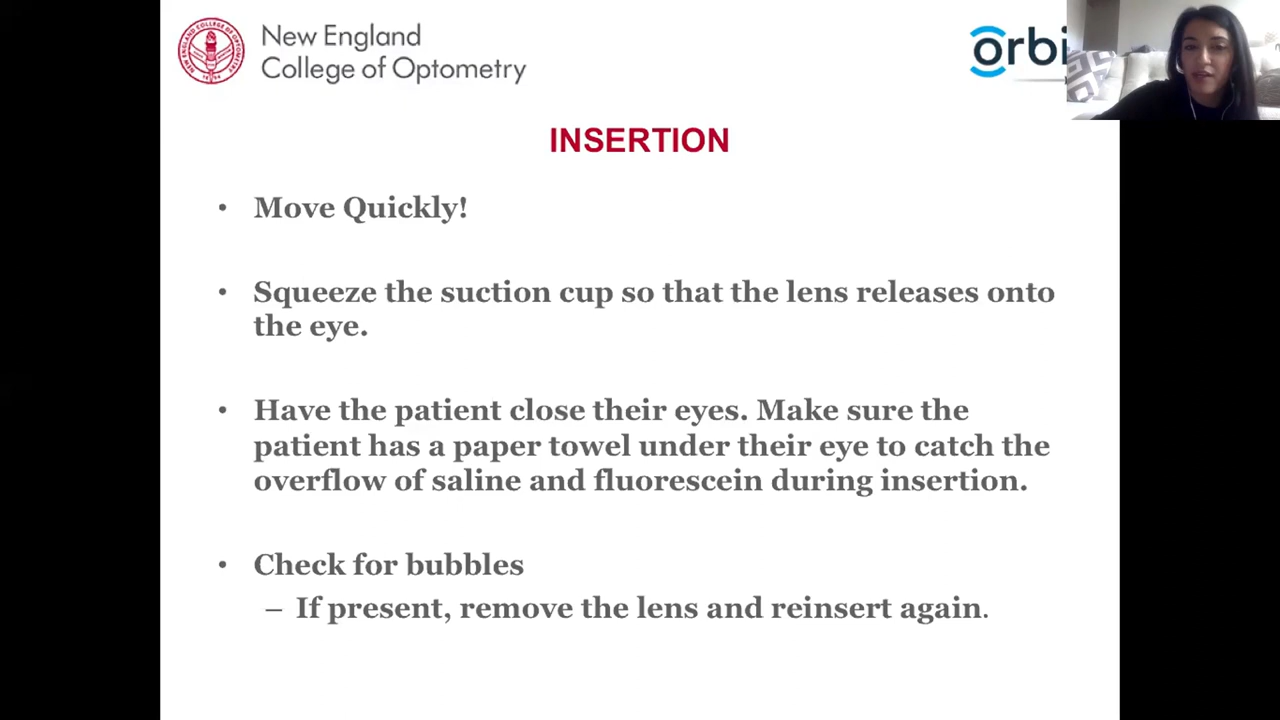 New England
College of Optometry
orbi
INSERTION
• Move Quickly!
• Squeeze the suction cup so that the lens releases onto
the eye.
• Have the patient close their eyes. Make sure the
patient has a paper towel under their eye to catch the
overflow of saline and fluorescein during insertion.
• Check for bubbles
– If present, remove the lens and reinsert again.